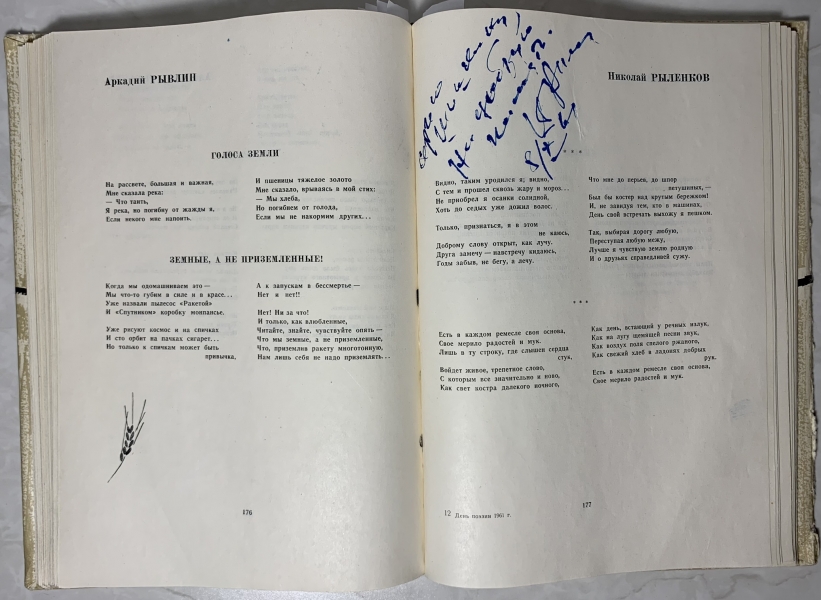 Аркадий РЫВЛИН
ГОЛОСА ЗЕМЛИ
На рассвете, большая и важная,
Мне сказала река:
— Что таить,
Я река, но погибну от жажды я,
Если некого мне напоить.
И пшеницы тяжелое золото
Мне сказало, врываясь в мой стих:
— Мы хлеба,
Но погибнем от голода,
Если мы не накормим других...
ЗЕМНЫЕ, А НЕ ПРИЗЕМЛЕННЫЕ!
Когда мы одомашниваем это —
Мы что-то губим в силе и в красе...
Уже назвали пылесос «Ракетой»
И «Спутником» коробку монпансье.
Уже рисуют космос и на спичках
И сто орбит на пачках сигарет...
Но только к спичкам может быть
привычка,
А к запускам в бессмертье —
Нет и нет!!
Нет! Ни за что!
И только, как влюбленные,
Читайте, знайте, чувствуйте опять —
Что мы земные, а не приземленные,
Что, приземлив ракету многотонную,
Нам лишь себя не надо приземлять...
176
Николай РЫЛЕНКОВ
* * *
Видно, таким уродился я; видно,
С тем и прошел сквозь жару и мороз...
Не приобрел я осанки солидной,
Хоть до седых уже дожил волос.
Только, признаться, я в этом
не каюсь,
Доброму слову открыт, как лучу.
Друга замечу — навстречу кидаюсь,
Годы забыв, не бегу, а лечу.
Что мне до перьев, до шпор
петушиных, —
Был бы костер над крутым бережком!
И, не завидуя тем, кто в машинах,
День свой встречать выхожу я пешком.
Так, выбирая дорогу любую,
Переступая любую межу,
Лучше я чувствую землю родную
И о друзьях справедливей сужу.
* * *
Есть в каждом ремесле своя основа,
Свое мерило радостей и мук.
Лишь в ту строку, где слышен сердца
стук,
Войдет живое, трепетное слово,
С которым все значительно и ново,
Как свет костра далекого ночного,
Как день, встающий у речных излук,
Как на лугу щемящей песни звук,
Как воздух поля спелого ржаного,
Как свежий хлеб в ладонях добрых
рук.
Есть в каждом ремесле своя основа,
Свое мерило радостей и мук.
12 День поэзии 1961 г.
177